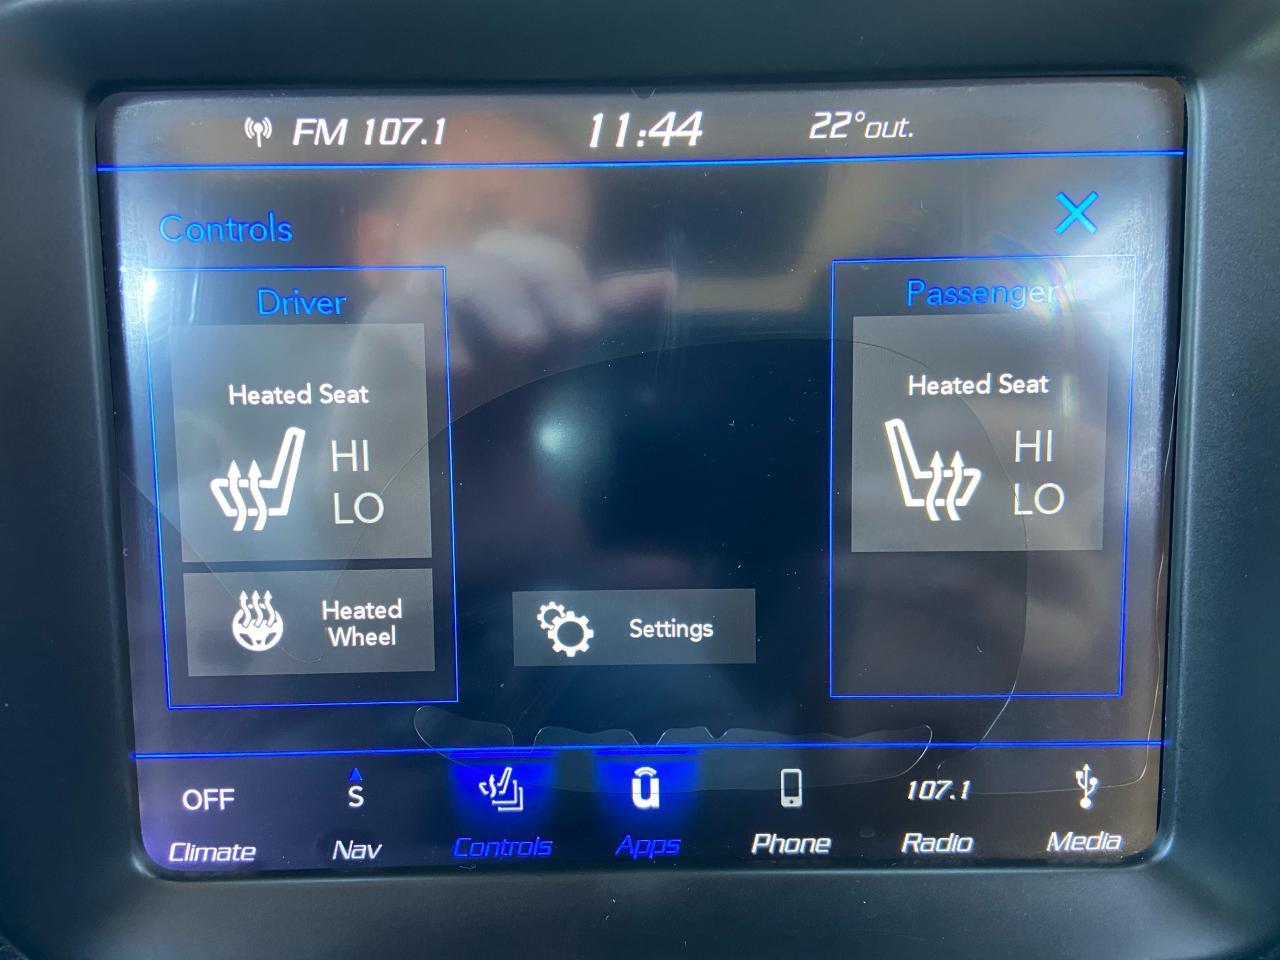 FM 107.1 11:44 22°out.
Controls
Driver
Passenger
Heated Seat
HI
LO
Heated Seat
HI
LO
Heated
Wheel
Settings
OFF
Climate
S
Nav
Controls
Apps
Phone
107.1
Radio
Media